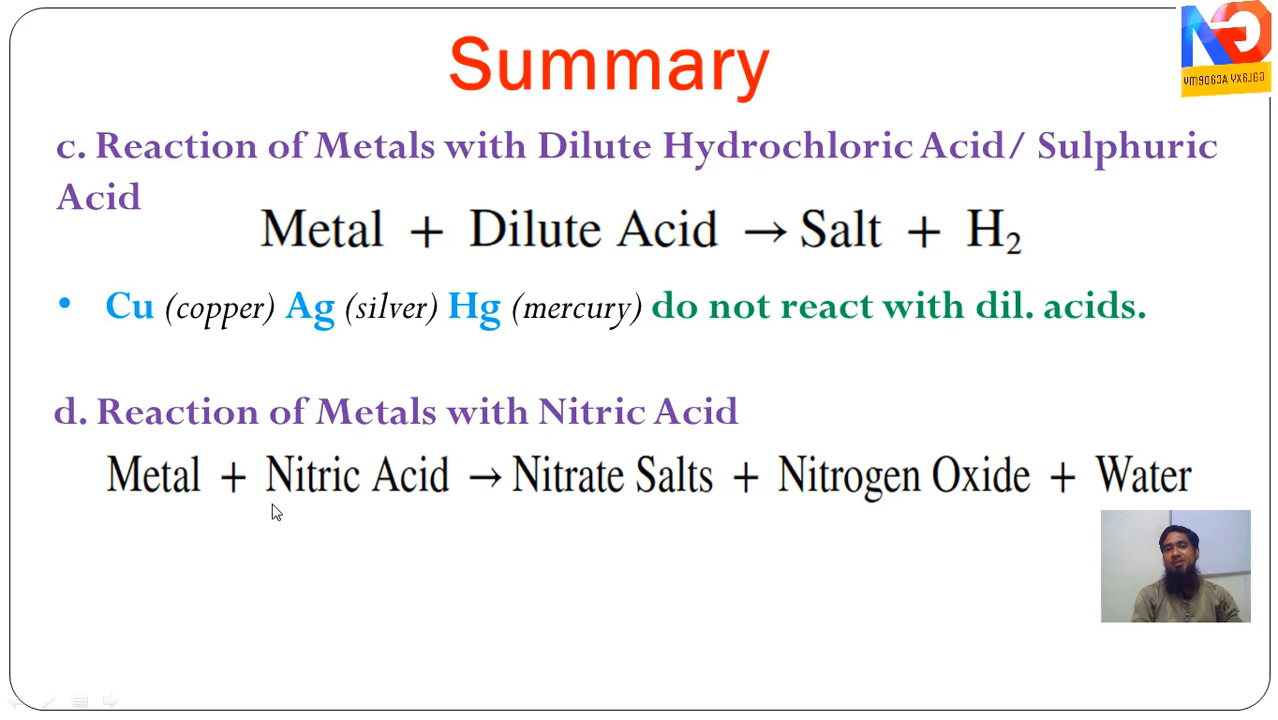 Summary
c. Reaction of Metals with Dilute Hydrochloric Acid/ Sulphuric
Acid
Metal + Dilute Acid → Salt + H₂
• Cu (copper) Ag (silver) Hg (mercury) do not react with dil. acids.
d. Reaction of Metals with Nitric Acid
Metal + Nitric Acid → Nitrate Salts + Nitrogen Oxide + Water